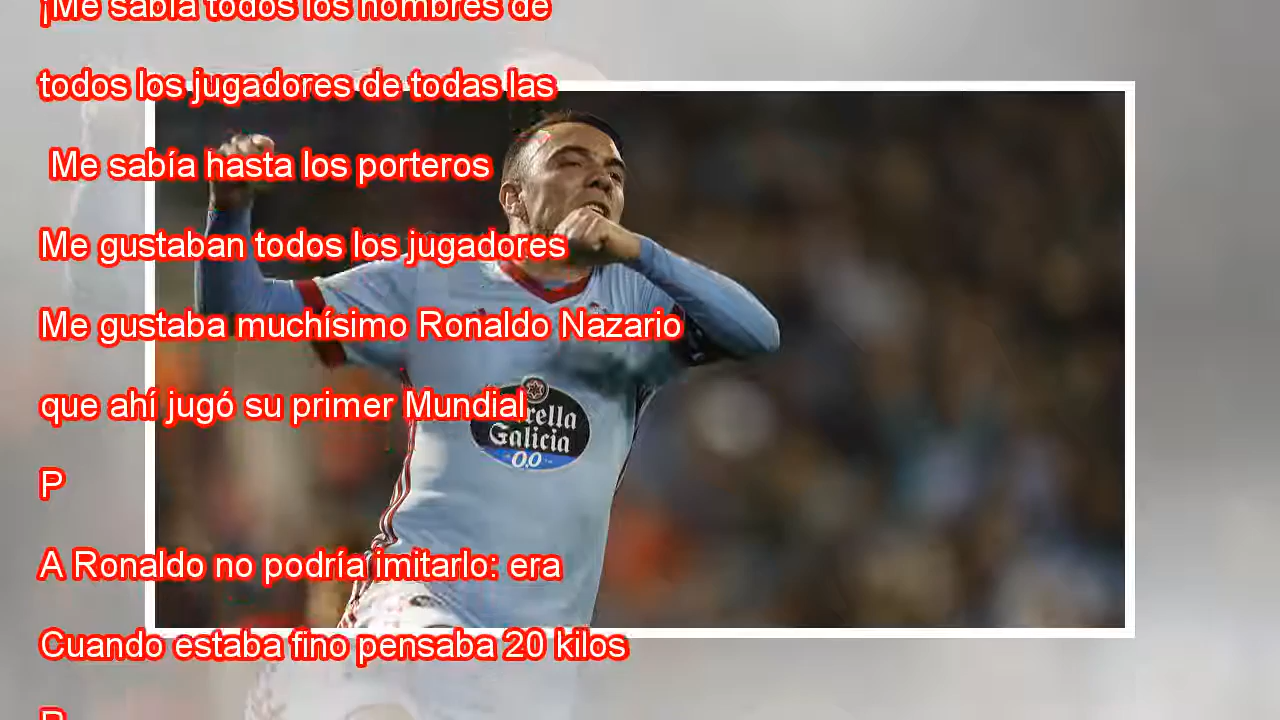 ¡Me sabía todos los nombres de
todos los jugadores de todas las
Me sabía hasta los porteros
Me gustaban todos los jugadores
Me gustaba muchísimo Ronaldo Nazario
que ahí jugó su primer Mundial
Estrella
Galicia
0,0
P
A Ronaldo no podría imitarlo: era
Cuando estaba fino pensaba 20 kilos